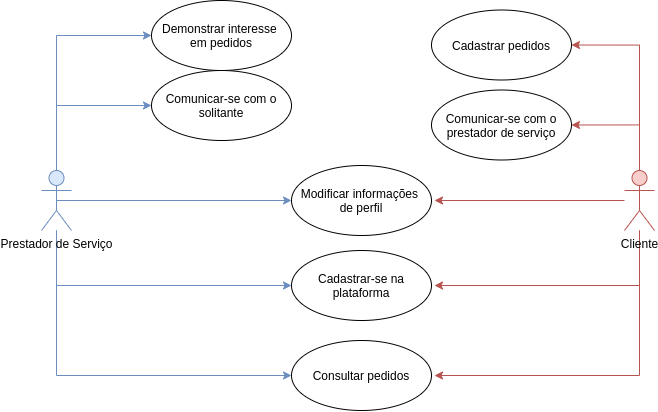 Demonstrar interesse
em pedidos
Cadastrar pedidos
Comunicar-se com o
solitante
Comunicar-se com o
prestador de serviço
Modificar informações
de perfil
Prestador de Serviço
Cliente
Cadastrar-se na
plataforma
Consultar pedidos